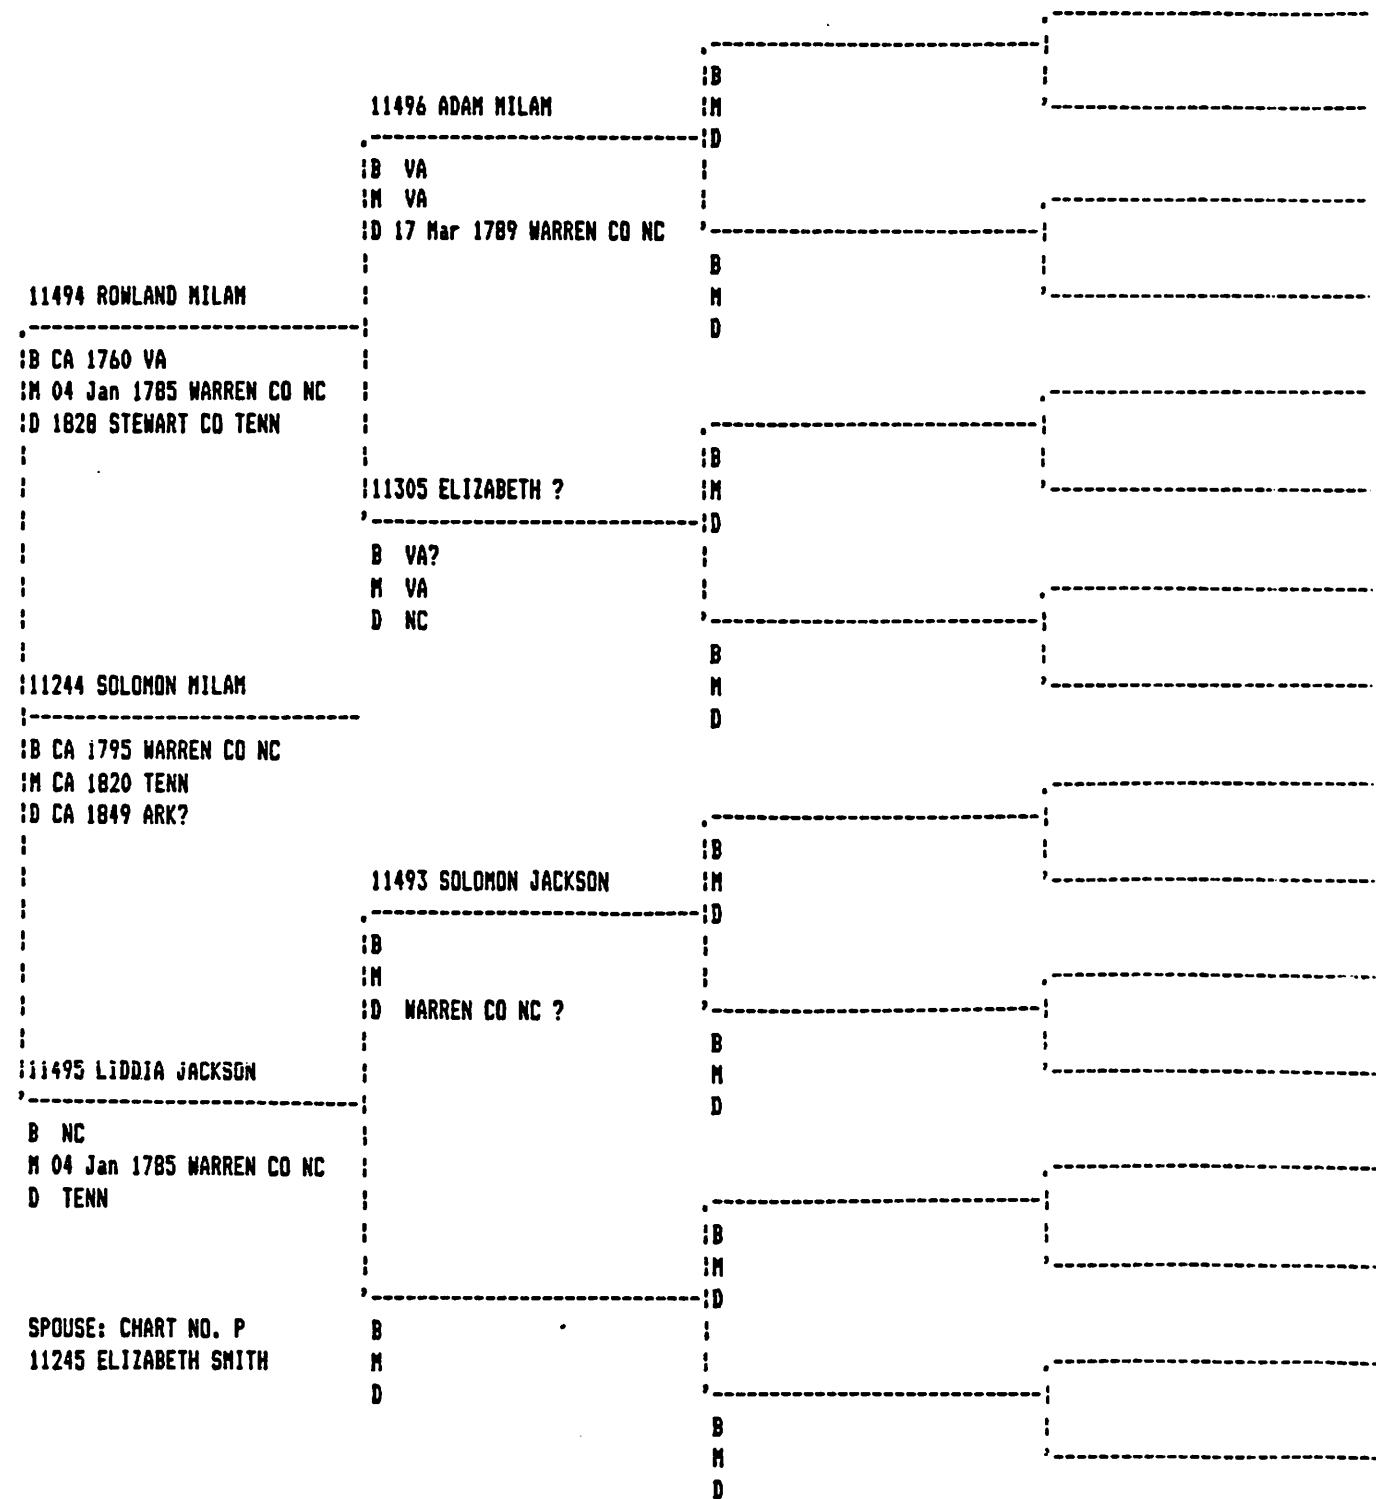 B
11496 ADAM MILAM
M
D
B VA
M VA
D 17 Mar 1789 WARREN CO NC
B
11494 ROWLAND MILAM
M
D
B CA 1760 VA
M 04 Jan 1785 WARREN CO NC
D 1828 STEWART CO TENN
B
11305 ELIZABETH ?
M
D
B VA?
M VA
D NC
B
11244 SOLOMON MILAM
M
D
B CA 1795 WARREN CO NC
M CA 1820 TENN
D CA 1849 ARK?
B
11493 SOLOMON JACKSON
M
D
B
M
D WARREN CO NC ?
B
11495 LIDDIA JACKSON
M
D
B NC
M 04 Jan 1785 WARREN CO NC
D TENN
B
M
D
SPOUSE: CHART NO. P
11245 ELIZABETH SMITH
B
M
D
B
M
D